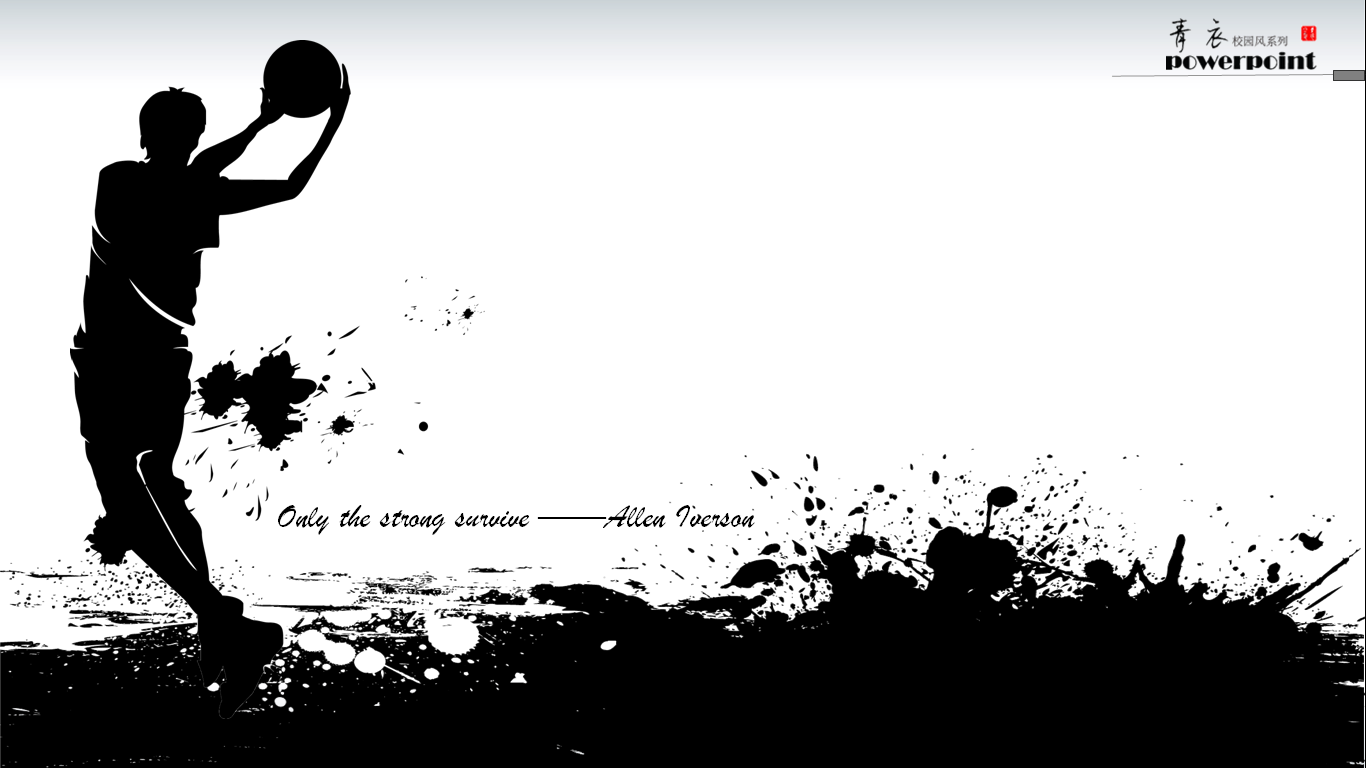 青衣 校园风系列
powerpoint
Only the strong survive ——Allen Iverson